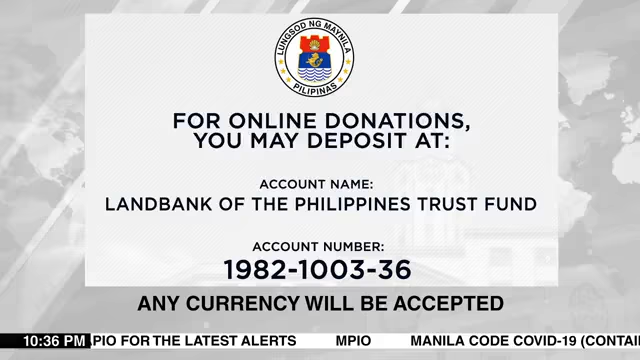 LUNGSOD NG MAYNILA
PILIPINAS
FOR ONLINE DONATIONS,
YOU MAY DEPOSIT AT:
ACCOUNT NAME:
LANDBANK OF THE PHILIPPINES TRUST FUND
ACCOUNT NUMBER:
1982-1003-36
ANY CURRENCY WILL BE ACCEPTED
10:36 PM .PIO FOR THE LATEST ALERTS MPIO MANILA CODE COVID-19 (CONTAI